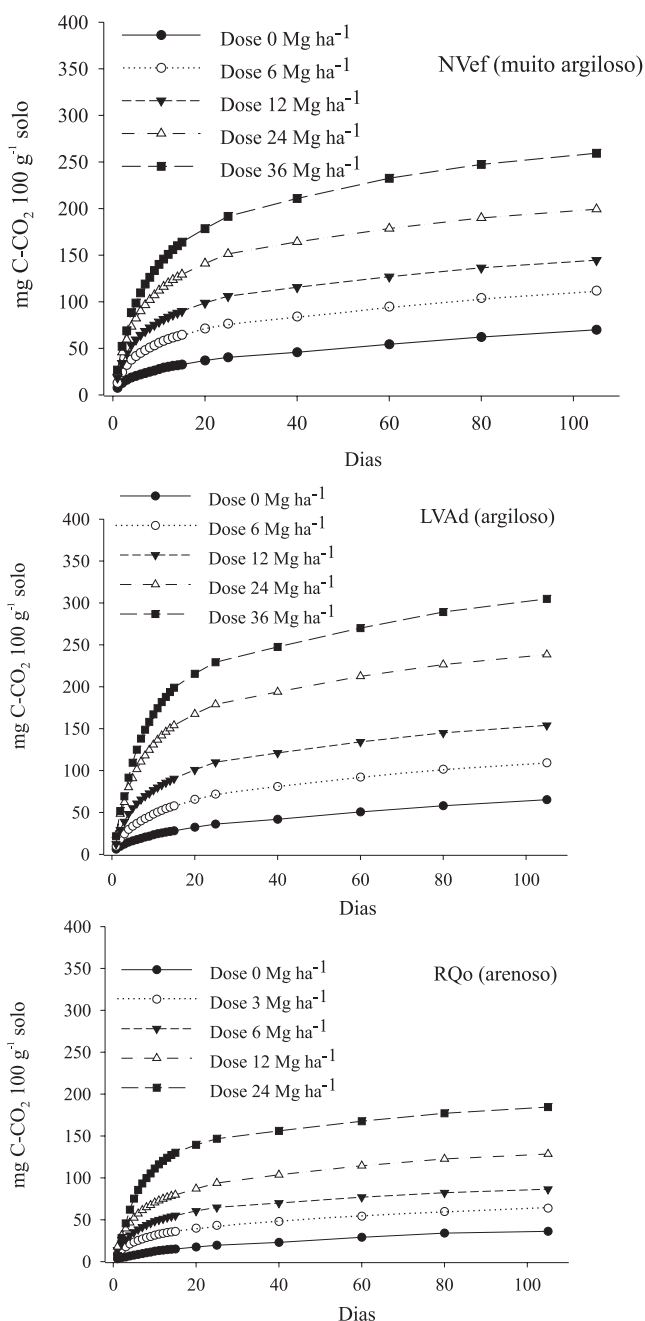 400
350
300
250
200
150
100
50
0
mg C-CO₂ 100 g⁻¹ solo
Dose 0 Mg ha⁻¹
Dose 6 Mg ha⁻¹
Dose 12 Mg ha⁻¹
Dose 24 Mg ha⁻¹
Dose 36 Mg ha⁻¹
NVef (muito argiloso)
0 20 40 60 80 100
Dias
400
350
300
250
200
150
100
50
0
mg C-CO₂ 100 g⁻¹ solo
Dose 0 Mg ha⁻¹
Dose 6 Mg ha⁻¹
Dose 12 Mg ha⁻¹
Dose 24 Mg ha⁻¹
Dose 36 Mg ha⁻¹
LVAd (argiloso)
0 20 40 60 80 100
Dias
400
350
300
250
200
150
100
50
0
mg C-CO₂ 100 g⁻¹ solo
Dose 0 Mg ha⁻¹
Dose 3 Mg ha⁻¹
Dose 6 Mg ha⁻¹
Dose 12 Mg ha⁻¹
Dose 24 Mg ha⁻¹
RQo (arenoso)
0 20 40 60 80 100
Dias